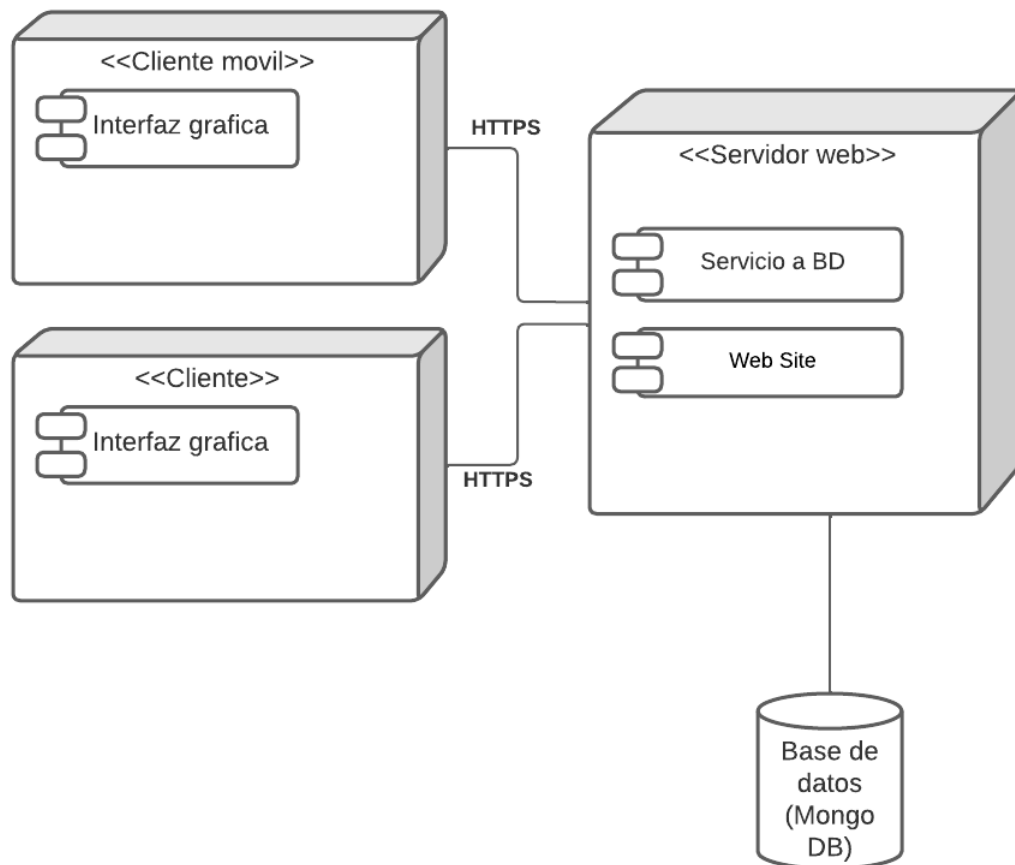 <<Cliente movil>>
Interfaz grafica
HTTPS
<<Servidor web>>
Servicio a BD
Web Site
<<Cliente>>
Interfaz grafica
HTTPS
Base de
datos
(Mongo
DB)